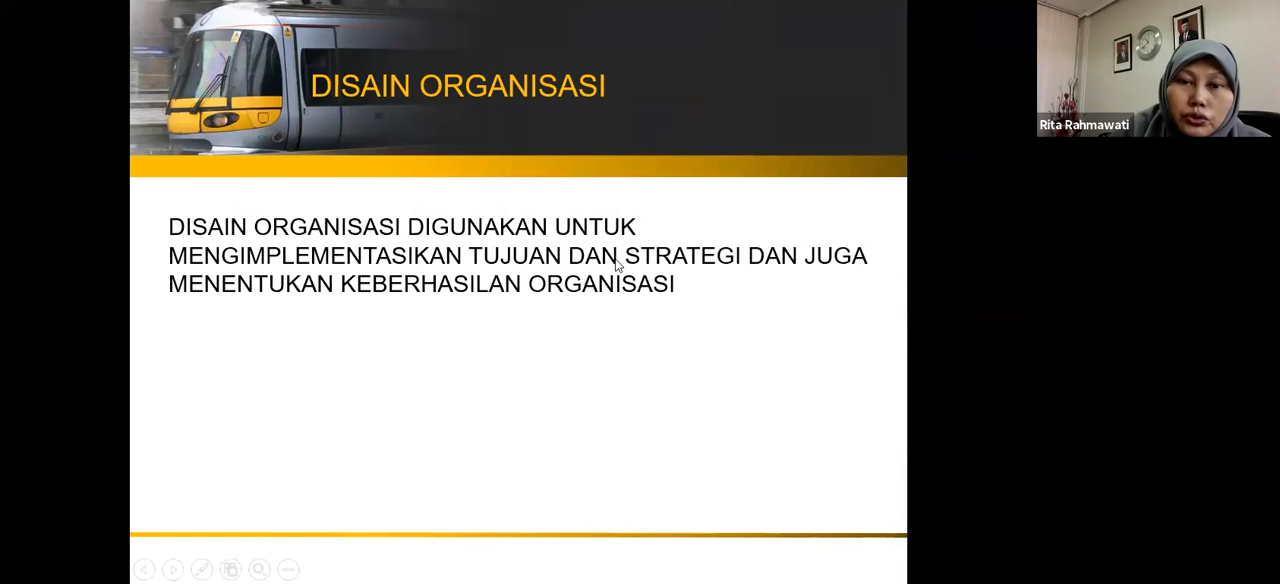 DISAIN ORGANISASI
Rita Rahmawati
DISAIN ORGANISASI DIGUNAKAN UNTUK
MENGIMPLEMENTASIKAN TUJUAN DAN STRATEGI DAN JUGA
MENENTUKAN KEBERHASILAN ORGANISASI